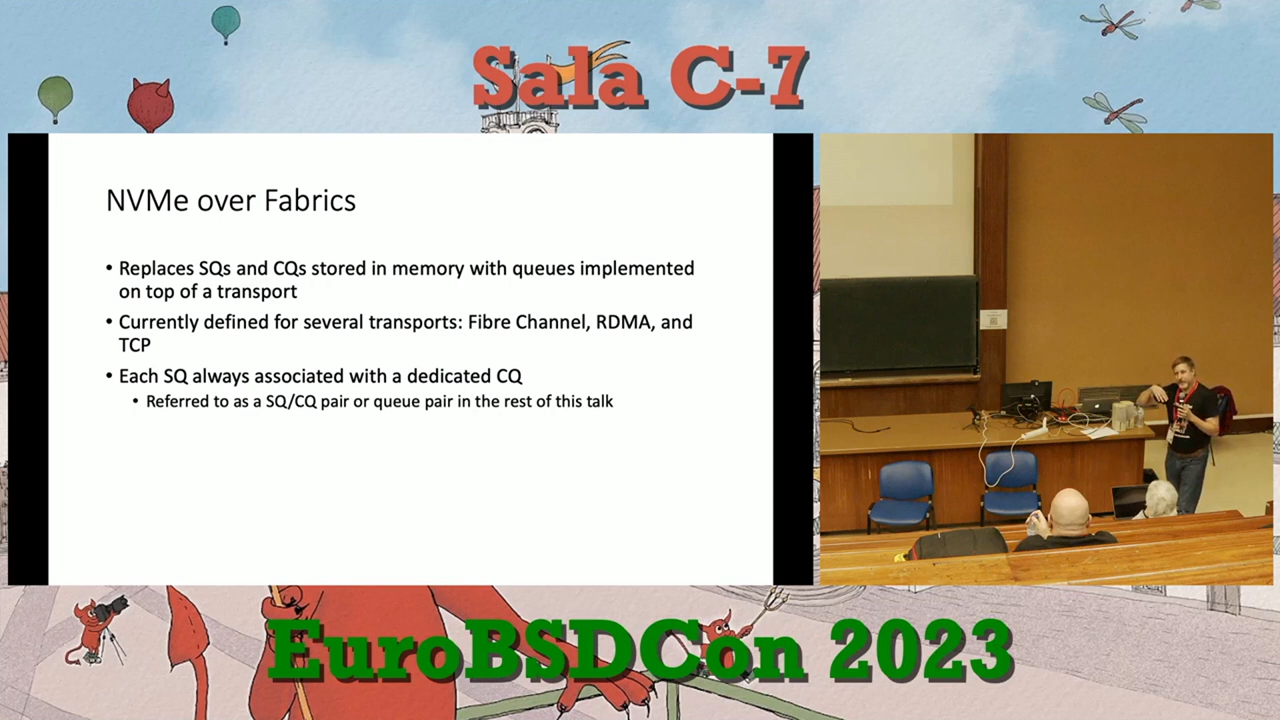 Sala C-7
NVMe over Fabrics
• Replaces SQs and CQs stored in memory with queues implemented
on top of a transport
• Currently defined for several transports: Fibre Channel, RDMA, and
TCP
• Each SQ always associated with a dedicated CQ
• Referred to as a SQ/CQ pair or queue pair in the rest of this talk
EuroBSDCon 2023